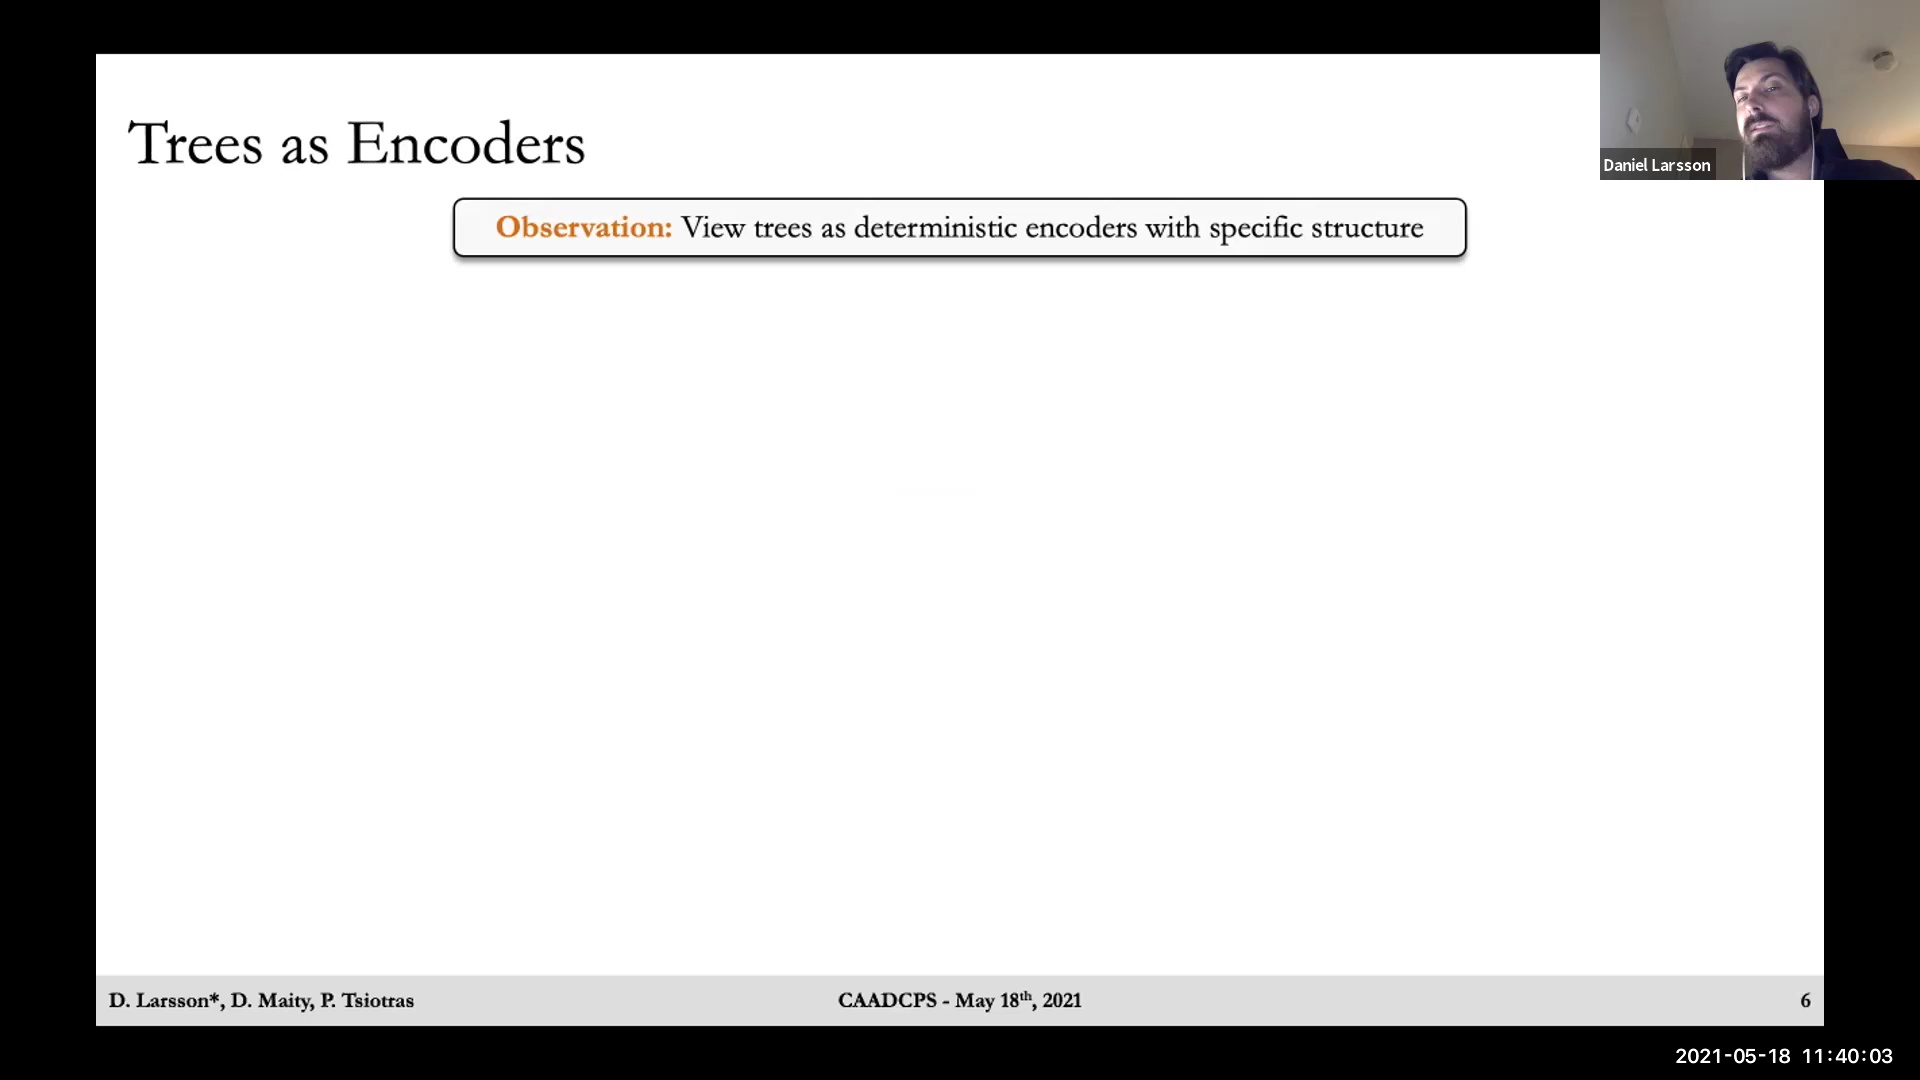 Daniel Larsson
Trees as Encoders
Observation: View trees as deterministic encoders with specific structure
D. Larsson*, D. Maity, P. Tsiotras
CAADCPS - May 18th, 2021
6
2021-05-18 11:40:03